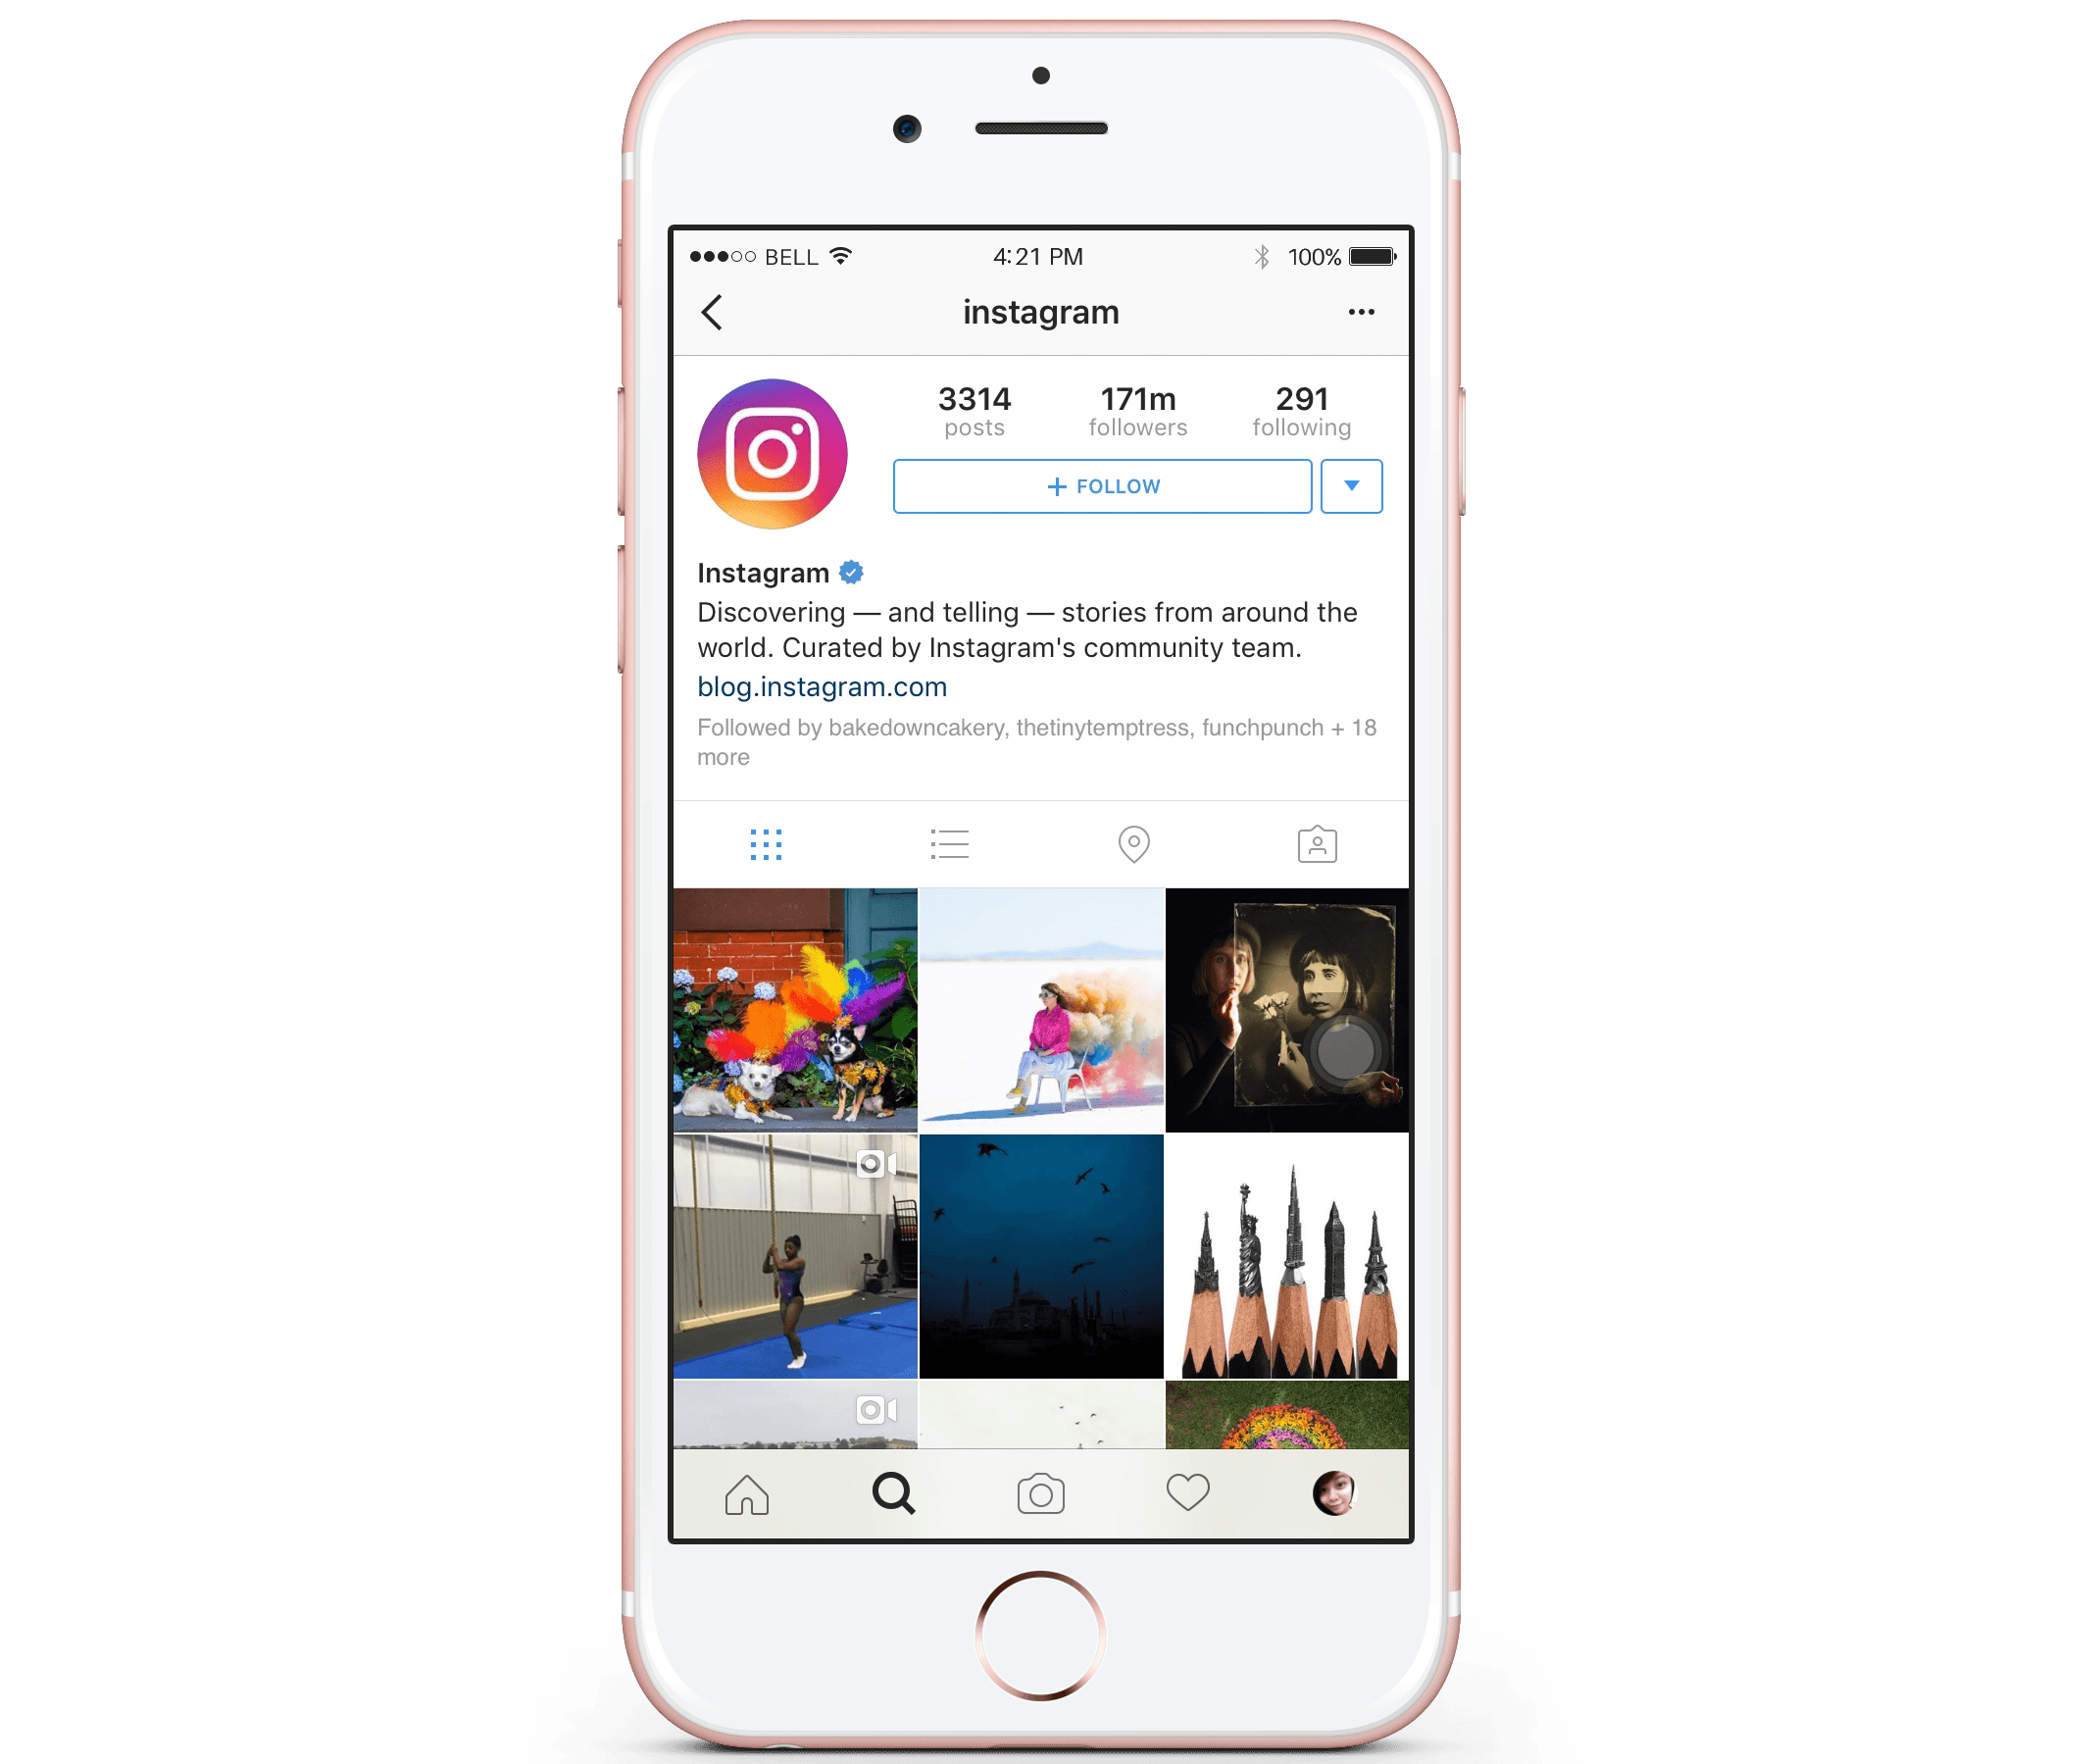 ●●●○○ BELL 4:21 PM 100%
instagram
3314 171m 291
posts followers following
+ FOLLOW
Instagram
Discovering — and telling — stories from around the
world. Curated by Instagram's community team.
blog.instagram.com
Followed by bakedowncakery, thetinytemptress, funchpunch + 18
more